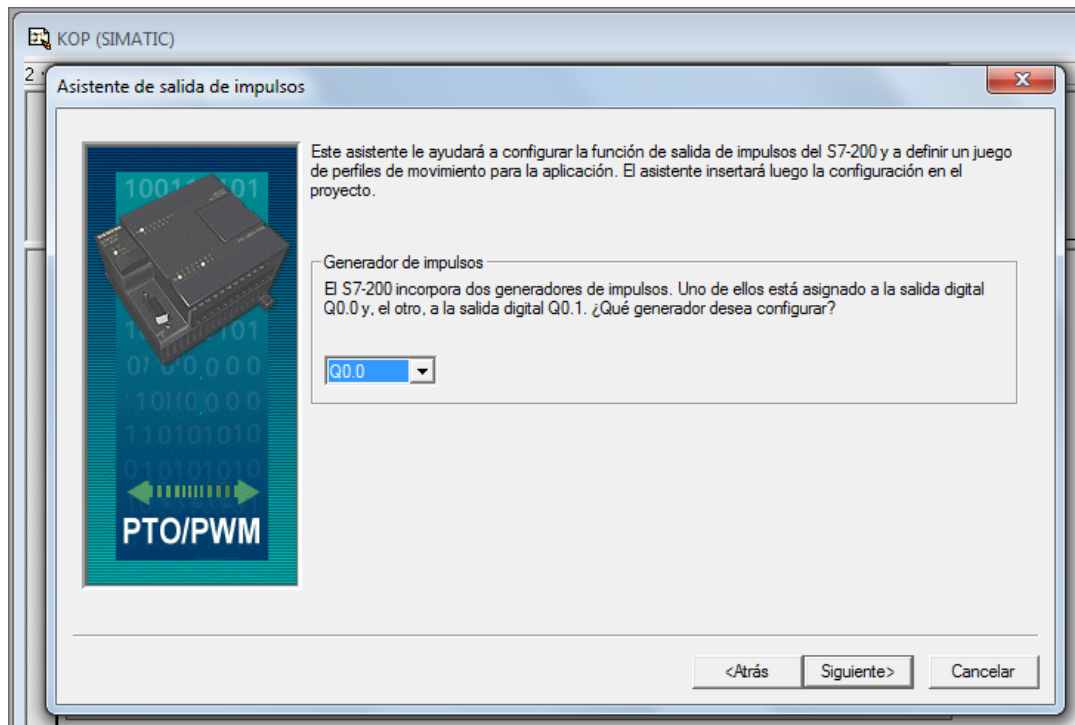 KOP (SIMATIC)
2
Asistente de salida de impulsos
Este asistente le ayudará a configurar la función de salida de impulsos del S7-200 y a definir un juego
de perfiles de movimiento para la aplicación. El asistente insertará luego la configuración en el
proyecto.
Generador de impulsos
El S7-200 incorpora dos generadores de impulsos. Uno de ellos está asignado a la salida digital
Q0.0 y, el otro, a la salida digital Q0.1. ¿Qué generador desea configurar?
Q0.0
110101010
010101010
PTO/PWM
<Atrás
Siguiente>
Cancelar